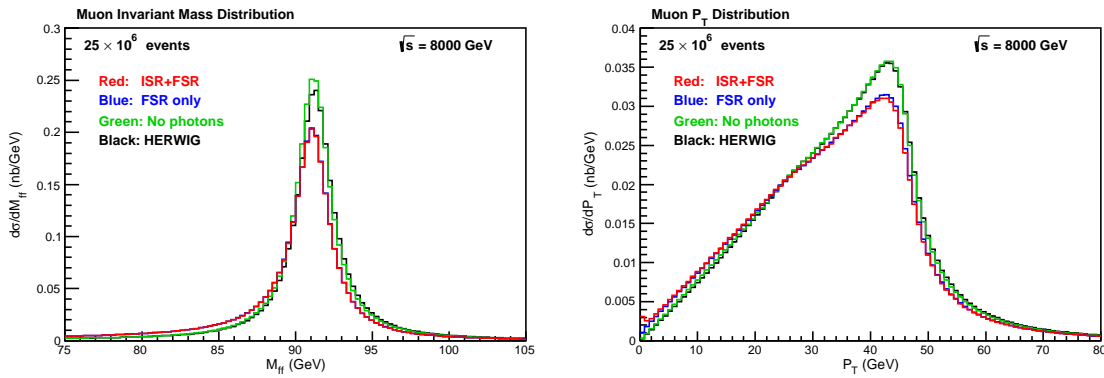 Muon Invariant Mass Distribution
25 × 10⁶ events
√s = 8000 GeV
Red: ISR+FSR
Blue: FSR only
Green: No photons
Black: HERWIG
dσ/dM_ff (nb/GeV)
0.3
0.25
0.20
0.15
0.1
0.05
0
75 80 85 90 95 100 105
M_ff (GeV)
Muon P_T Distribution
25 × 10⁶ events
√s = 8000 GeV
Red: ISR+FSR
Blue: FSR only
Green: No photons
Black: HERWIG
dσ/dP_T (nb/GeV)
0.04
0.035
0.03
0.025
0.02
0.015
0.01
0.005
0
0 10 20 30 40 50 60 70 80
P_T (GeV)